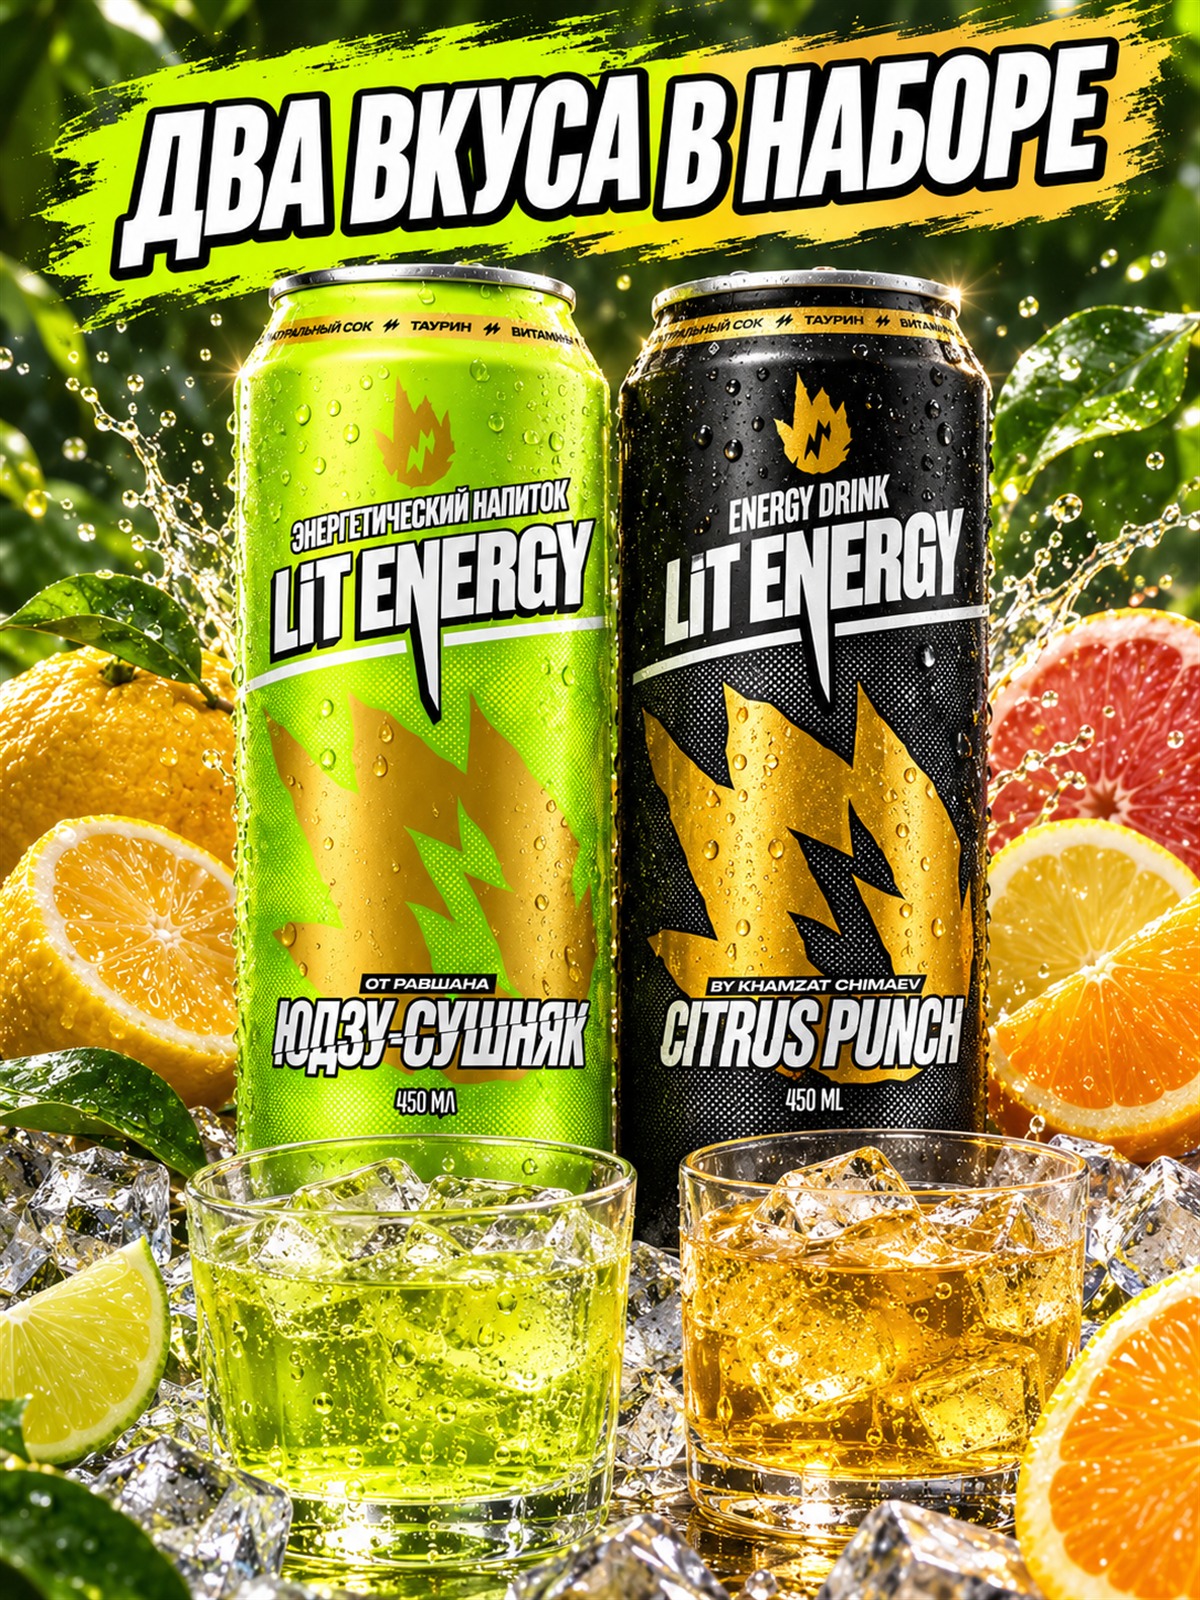 ДВА ВКУСА В НАБОРЕ
ТАУРИН
ЭНЕРГЕТИЧЕСКИЙ НАПИТОК
LiT ENERGY
ОТ РАВШАНА
ЮДЗУ-СУШНЯК
450 МЛ
СОК ТАУРИН
ENERGY DRINK
LiT ENERGY
BY KHAMZAT CHIMAEV
CITRUS PUNCH
450 ML